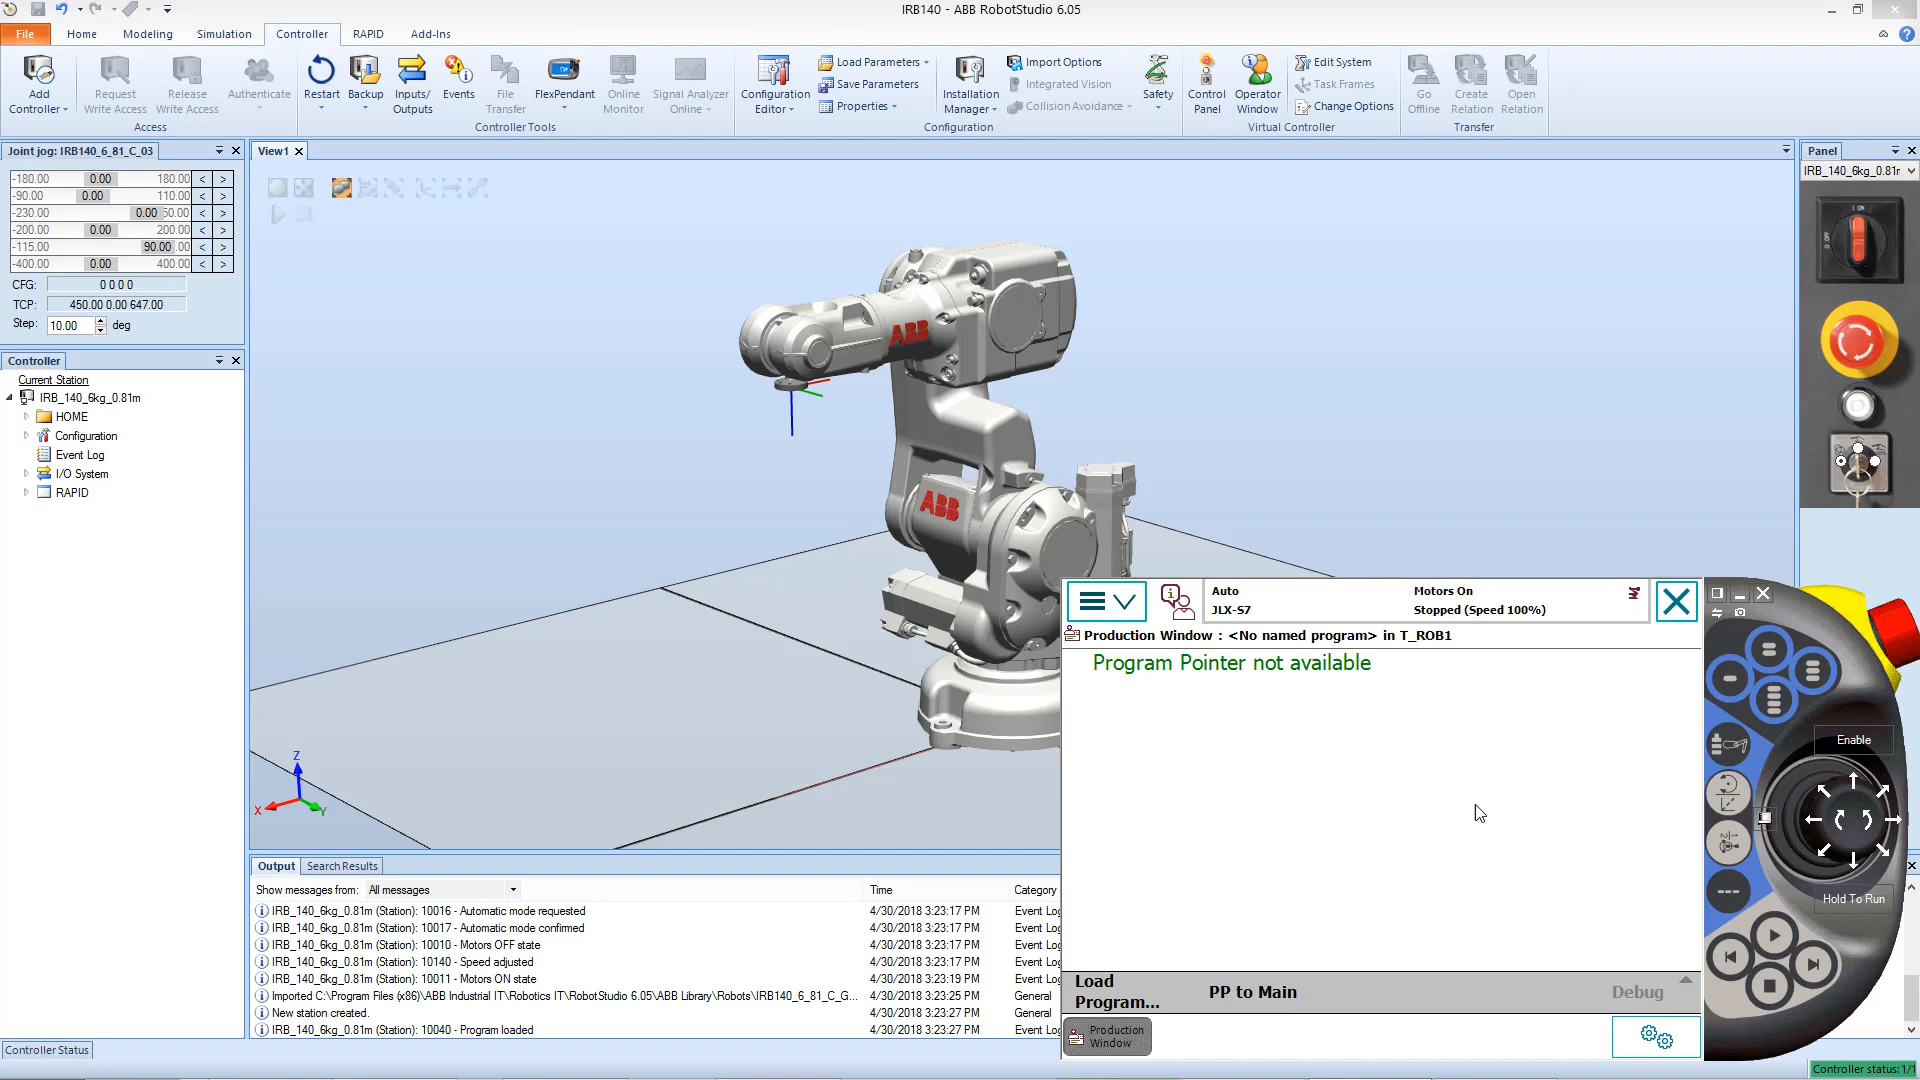 IRB140 - ABB RobotStudio 6.05
File Home Modeling Simulation Controller RAPID Add-Ins
Add Controller
Request Write Access
Release Write Access
Authenticate
Access
Restart
Backup
Inputs/ Outputs
Events
File Transfer
FlexPendant
Online Monitor
Signal Analyzer Online
Controller Tools
Configuration Editor
Load Parameters
Save Parameters
Properties
Installation Manager
Import Options
Integrated Vision
Collision Avoidance
Safety
Configuration
Control Panel
Operator Window
Edit System
Task Frames
Change Options
Virtual Controller
Go Offline
Create Relation
Open Relation
Transfer
Joint jog: IRB140_6_81_C_03
-180.00 0.00 180.00 < >
-90.00 0.00 110.00 < >
-230.00 0.00 50.00 < >
-200.00 0.00 200.00 < >
-115.00 90.00 .00 < >
-400.00 0.00 400.00 < >
CFG: 0 0 0 0
TCP: 450.00 0.00 647.00
Step: 10.00 deg
Controller
Current Station
IRB_140_6kg_0.81m
HOME
Configuration
Event Log
I/O System
RAPID
View1
ABB
ABB
Z
X
Y
Panel
IRB_140_6kg_0.81m
I ON
O OFF
Auto Motors On
JLX-S7 Stopped (Speed 100%)
Production Window : <No named program> in T_ROB1
Program Pointer not available
Load Program...
PP to Main
Debug
Production Window
Enable
Hold To Run
Output Search Results
Show messages from: All messages Time Category
IRB_140_6kg_0.81m (Station): 10016 - Automatic mode requested 4/30/2018 3:23:17 PM Event Log
IRB_140_6kg_0.81m (Station): 10017 - Automatic mode confirmed 4/30/2018 3:23:17 PM Event Log
IRB_140_6kg_0.81m (Station): 10010 - Motors OFF state 4/30/2018 3:23:17 PM Event Log
IRB_140_6kg_0.81m (Station): 10140 - Speed adjusted 4/30/2018 3:23:17 PM Event Log
IRB_140_6kg_0.81m (Station): 10011 - Motors ON state 4/30/2018 3:23:19 PM Event Log
Imported C:\Program Files (x86)\ABB Industrial IT\Robotics IT\RobotStudio 6.05\ABB Library\Robots\IRB140_6_81_C_G... 4/30/2018 3:23:25 PM General
New station created. 4/30/2018 3:23:27 PM General
IRB_140_6kg_0.81m (Station): 10040 - Program loaded 4/30/2018 3:23:27 PM Event Log
Controller Status
Controller status: 1/1